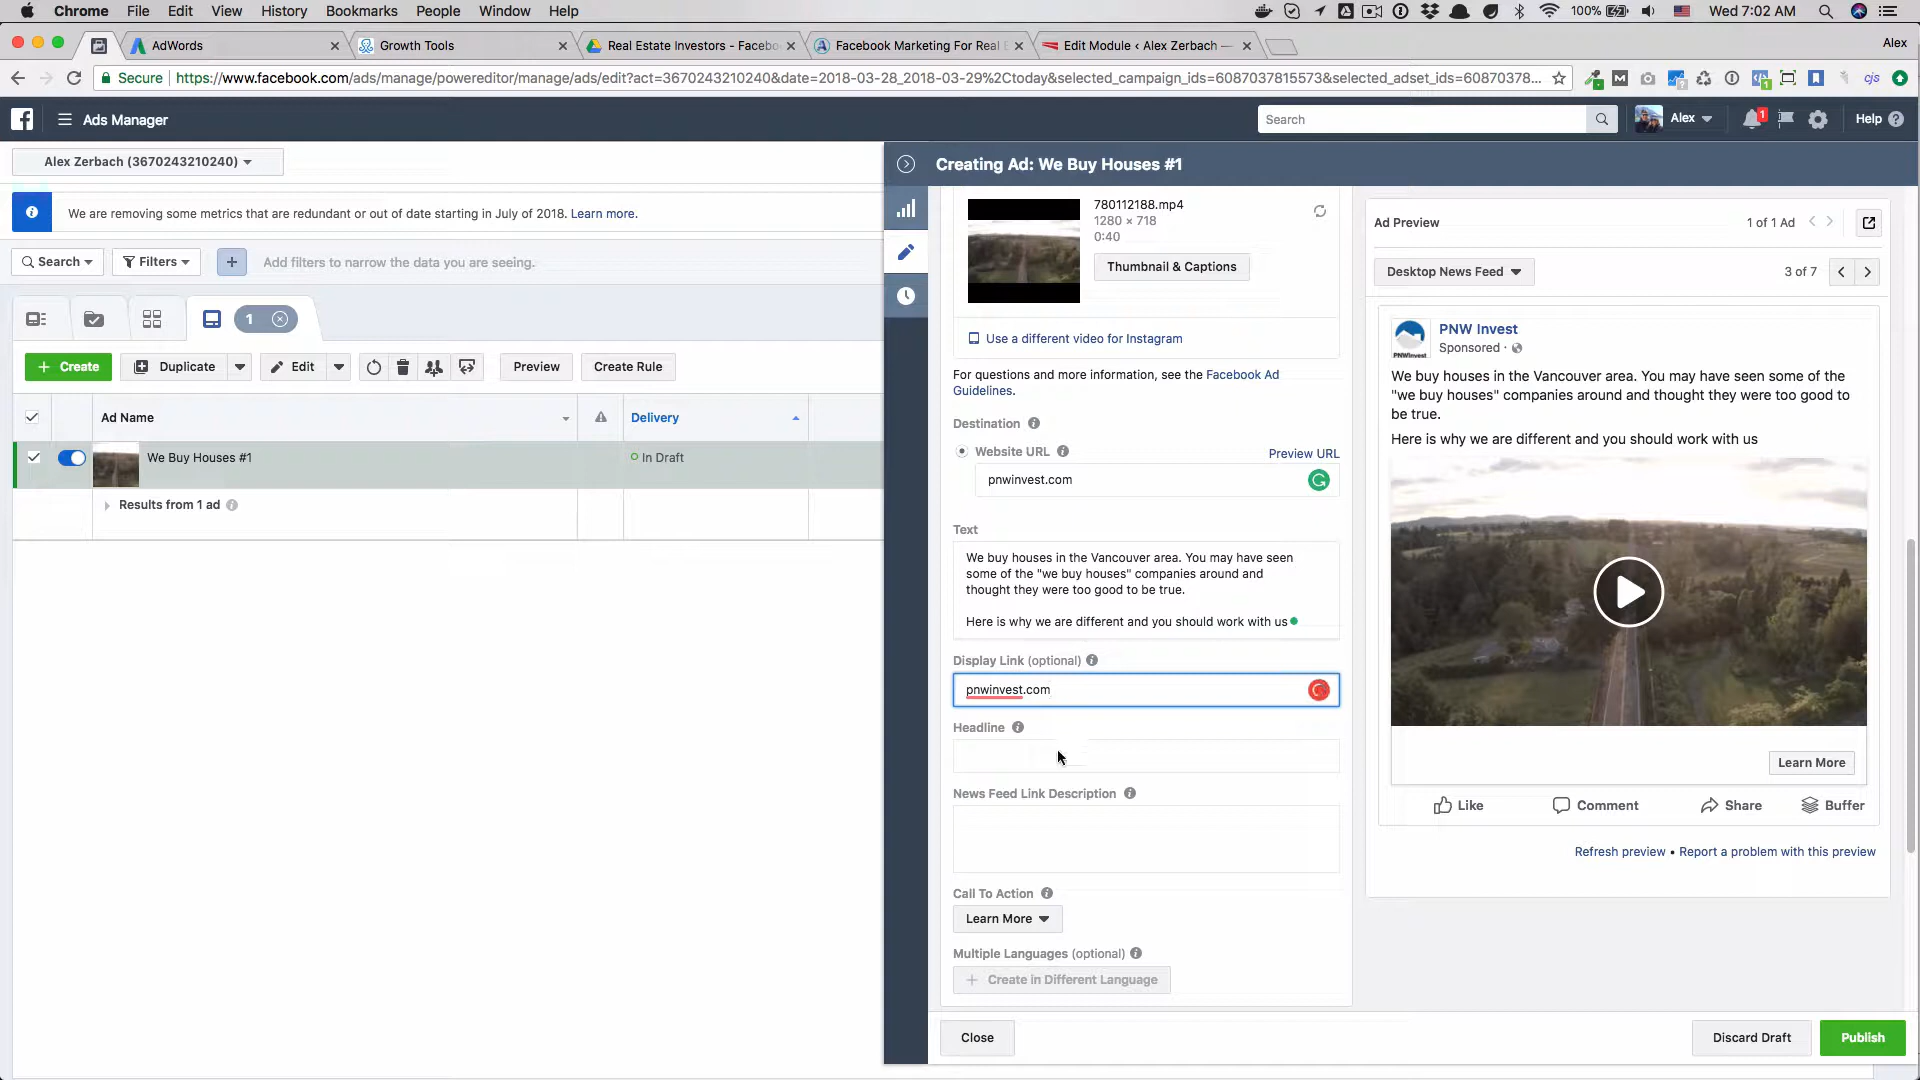 Chrome File Edit View History Bookmarks People Window Help 100% Wed 7:02 AM
AdWords Growth Tools Real Estate Investors - Facebo Facebook Marketing For Real E Edit Module ‹ Alex Zerbach — Alex
Secure https://www.facebook.com/ads/manage/powereditor/manage/ads/edit?act=3670243210240&date=2018-03-28_2018-03-29%2Ctoday&selected_campaign_ids=6087037815573&selected_adset_ids=60870378... cjs
Ads Manager Search Alex 1 Help
Alex Zerbach (3670243210240)
We are removing some metrics that are redundant or out of date starting in July of 2018. Learn more.
Search Filters + Add filters to narrow the data you are seeing.
1
+ Create Duplicate Edit Preview Create Rule
Ad Name Delivery
We Buy Houses #1 In Draft
Results from 1 ad
Creating Ad: We Buy Houses #1
780112188.mp4
1280 × 718
0:40
Thumbnail & Captions
Use a different video for Instagram
For questions and more information, see the Facebook Ad
Guidelines.
Destination
Website URL Preview URL
pnwinvest.com
Text
We buy houses in the Vancouver area. You may have seen
some of the "we buy houses" companies around and
thought they were too good to be true.
Here is why we are different and you should work with us
Display Link (optional)
pnwinvest.com
Headline
News Feed Link Description
Call To Action
Learn More
Multiple Languages (optional)
+ Create in Different Language
Close Discard Draft Publish
Ad Preview 1 of 1 Ad
Desktop News Feed 3 of 7
PNWinvest
PNW Invest
Sponsored ·
We buy houses in the Vancouver area. You may have seen some of the
"we buy houses" companies around and thought they were too good to
be true.
Here is why we are different and you should work with us
Learn More
Like Comment Share Buffer
Refresh preview • Report a problem with this preview